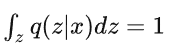 ∫_z q(z|x)dz = 1